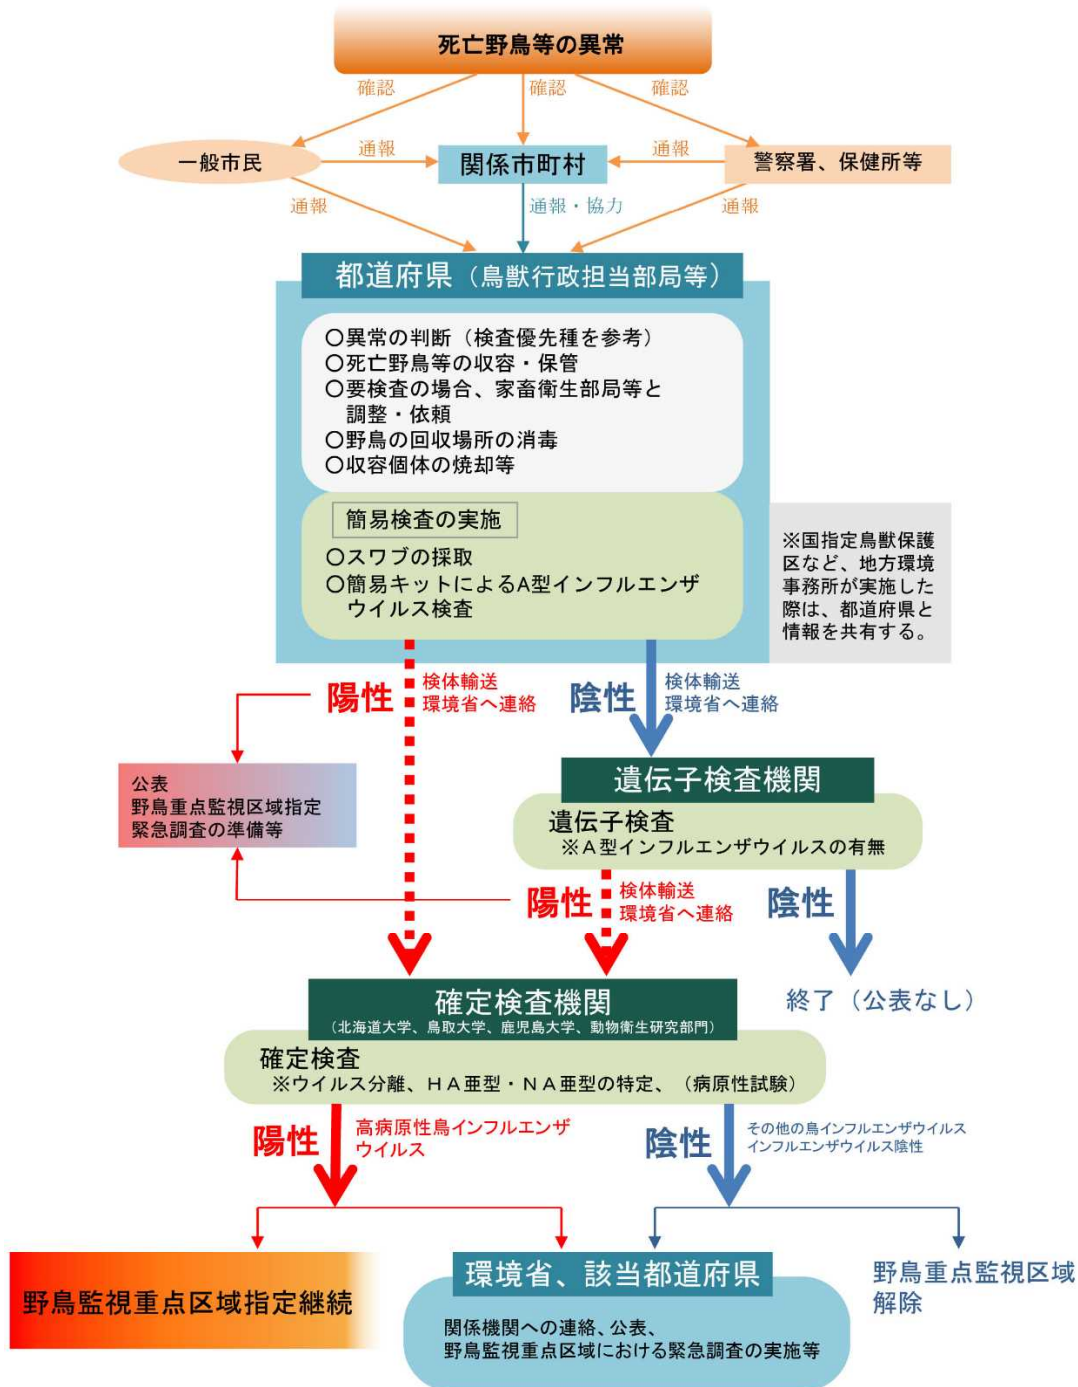 死亡野鳥等の異常
確認
確認
確認
一般市民
通報
関係市町村
通報
警察署、保健所等
通報
通報・協力
通報
都道府県（鳥獣行政担当部局等）
〇異常の判断（検査優先種を参考）
〇死亡野鳥等の収容・保管
〇要検査の場合、家畜衛生部局等と
調整・依頼
〇野鳥の回収場所の消毒
〇収容個体の焼却等
簡易検査の実施
〇スワブの採取
〇簡易キットによるA型インフルエンザ
ウイルス検査
※国指定鳥獣保護
区など、地方環境
事務所が実施した
際は、都道府県と
情報を共有する。
陽性
検体輸送
環境省へ連絡
陰性
検体輸送
環境省へ連絡
公表
野鳥重点監視区域指定
緊急調査の準備等
遺伝子検査機関
遺伝子検査
※A型インフルエンザウイルスの有無
陽性
検体輸送
環境省へ連絡
陰性
終了（公表なし）
確定検査機関
（北海道大学、鳥取大学、鹿児島大学、動物衛生研究部門）
確定検査
※ウイルス分離、HA亜型・NA亜型の特定、（病原性試験）
陽性
高病原性鳥インフルエンザ
ウイルス
陰性
その他の鳥インフルエンザウイルス
インフルエンザウイルス陰性
野鳥監視重点区域指定継続
環境省、該当都道府県
関係機関への連絡、公表、
野鳥監視重点区域における緊急調査の実施等
野鳥重点監視区域
解除